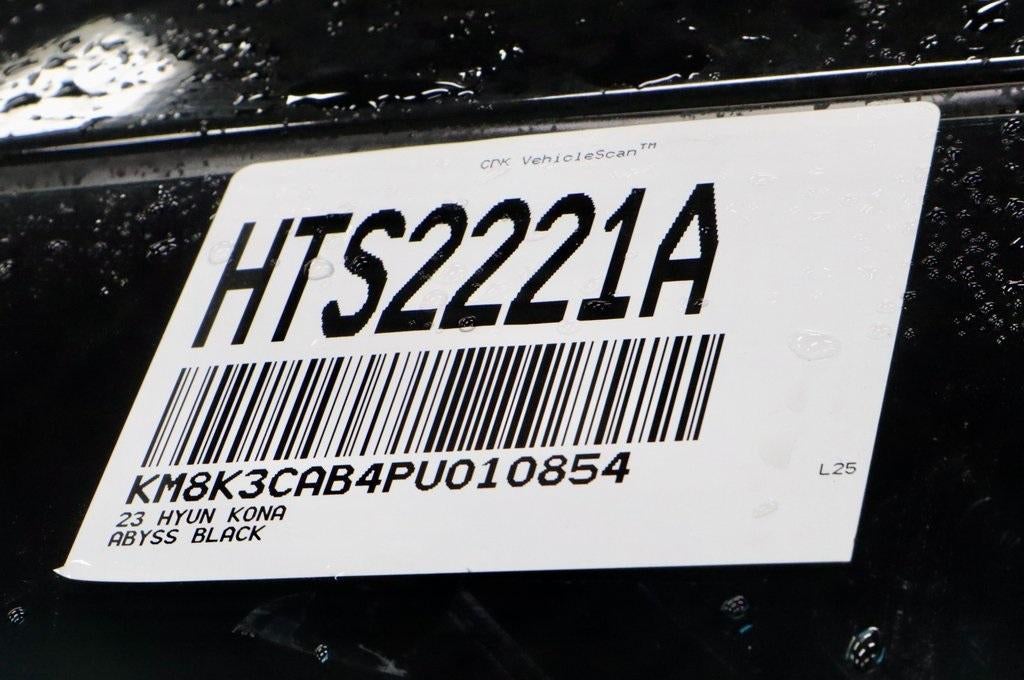 CDK VehicleScan™
HTS2221A
KM8K3CAB4PU010854
23 HYUN KONA
ABYSS BLACK
L25